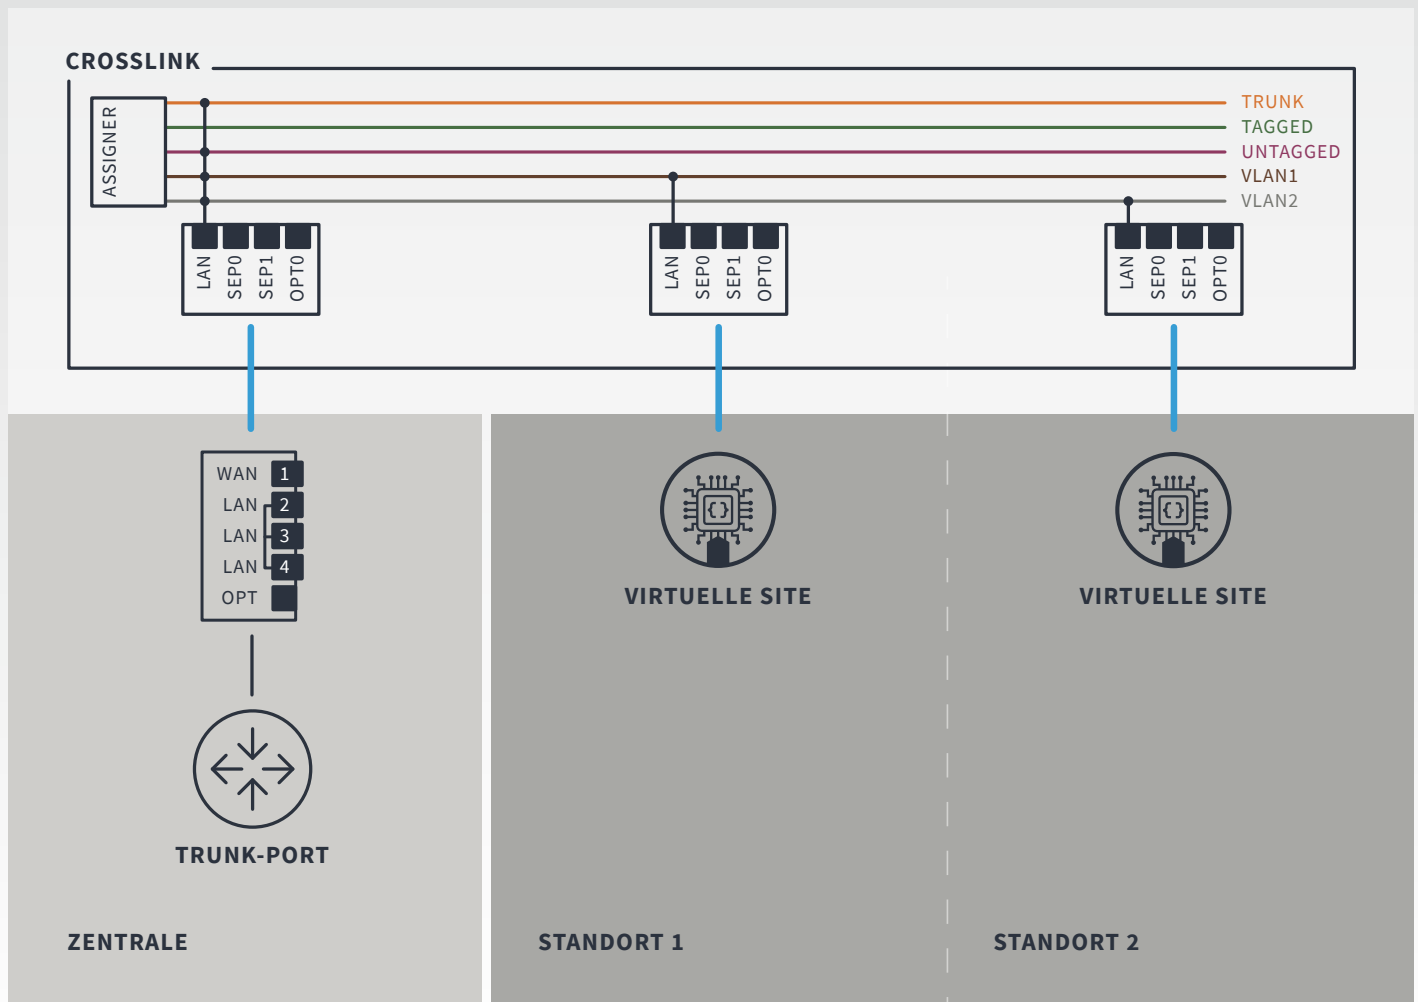 CROSSLINK
ASSIGNER
TRUNK
TAGGED
UNTAGGED
VLAN1
VLAN2
LAN SEP0 SEP1 OPT0
LAN SEP0 SEP1 OPT0
LAN SEP0 SEP1 OPT0
WAN 1
LAN 2
LAN 3
LAN 4
OPT
TRUNK-PORT
ZENTRALE
{} 
VIRTUELLE SITE
STANDORT 1
{}
VIRTUELLE SITE
STANDORT 2